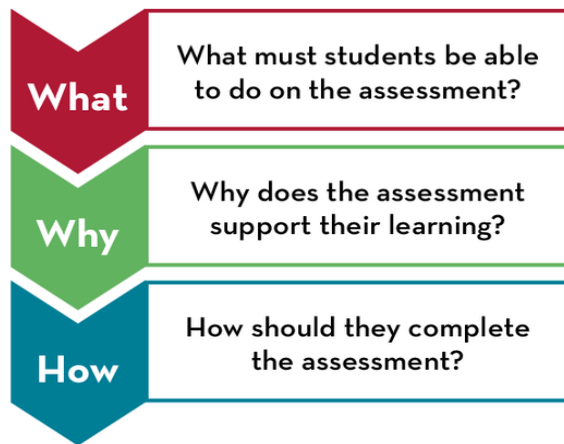 What
What must students be able
to do on the assessment?
Why
Why does the assessment
support their learning?
How
How should they complete
the assessment?